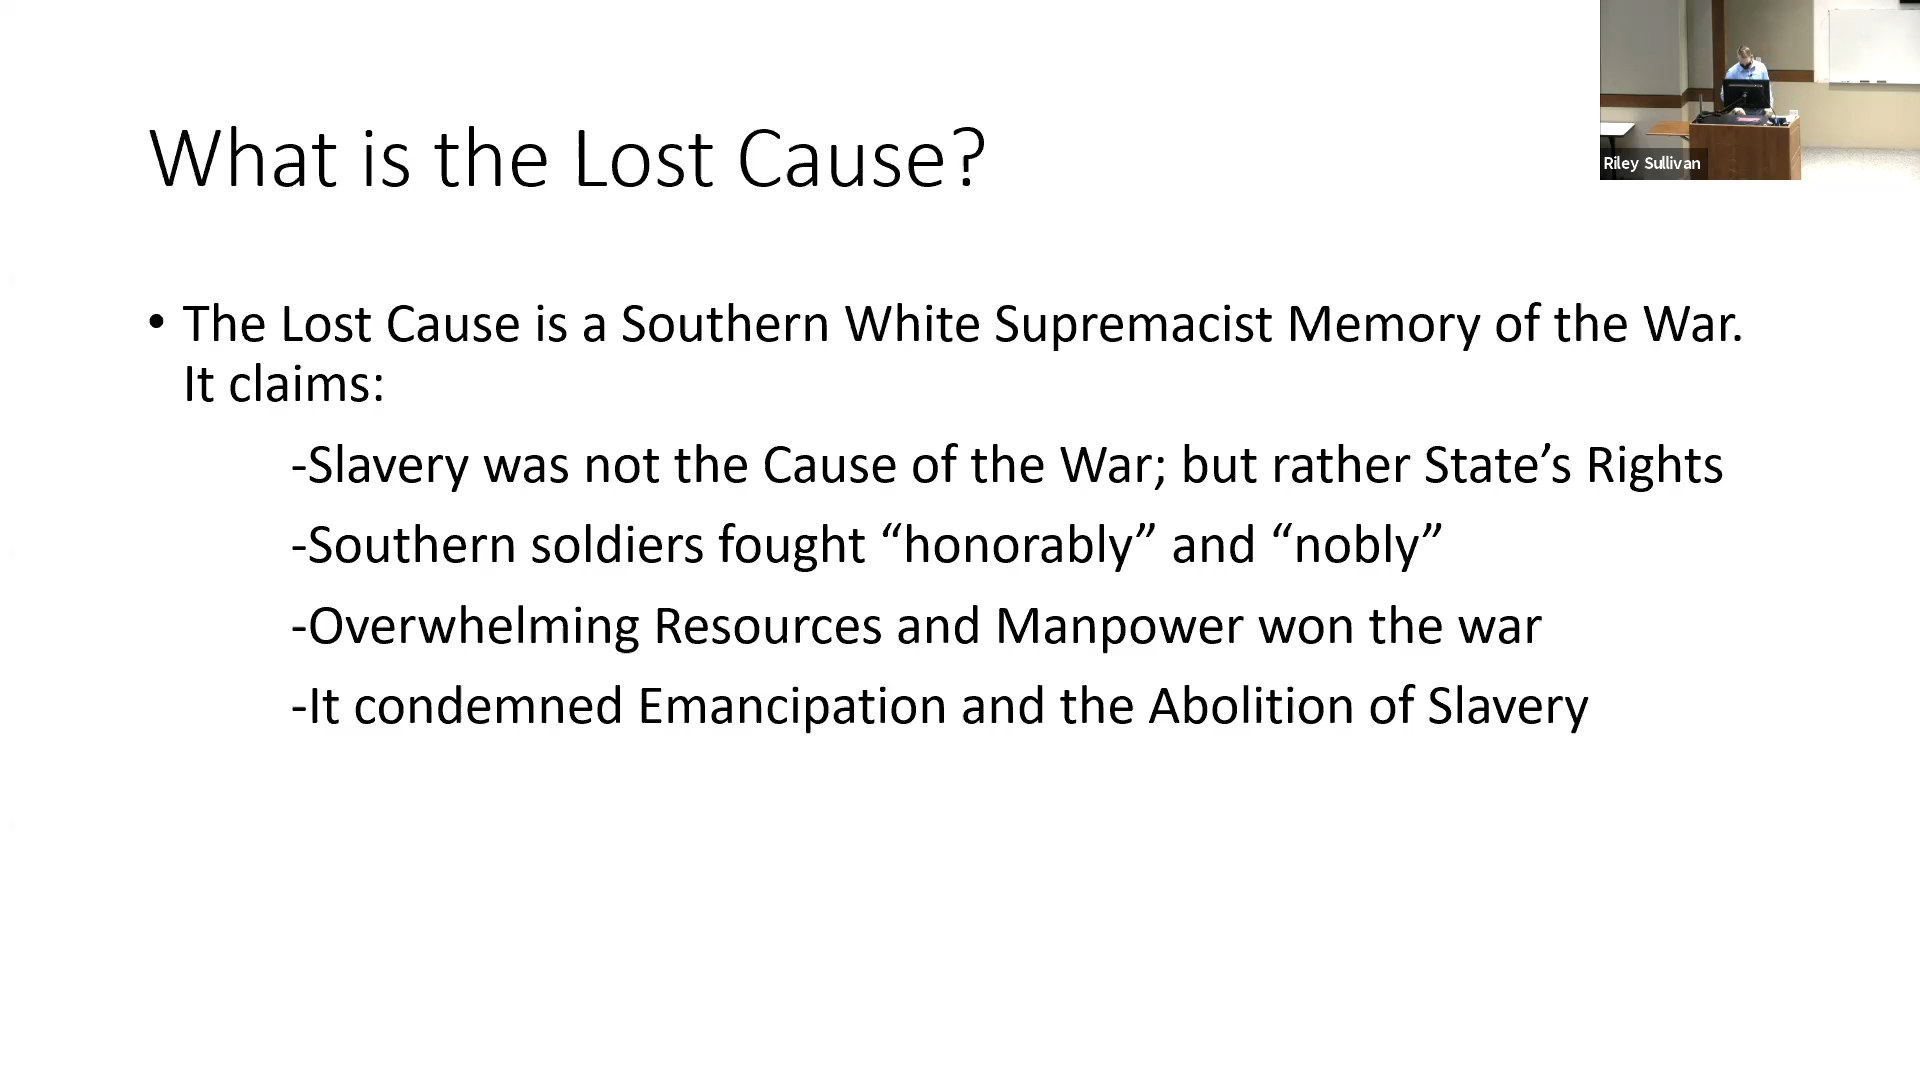 What is the Lost Cause?
Riley Sullivan
• The Lost Cause is a Southern White Supremacist Memory of the War.
It claims:
-Slavery was not the Cause of the War; but rather State’s Rights
-Southern soldiers fought “honorably” and “nobly”
-Overwhelming Resources and Manpower won the war
-It condemned Emancipation and the Abolition of Slavery